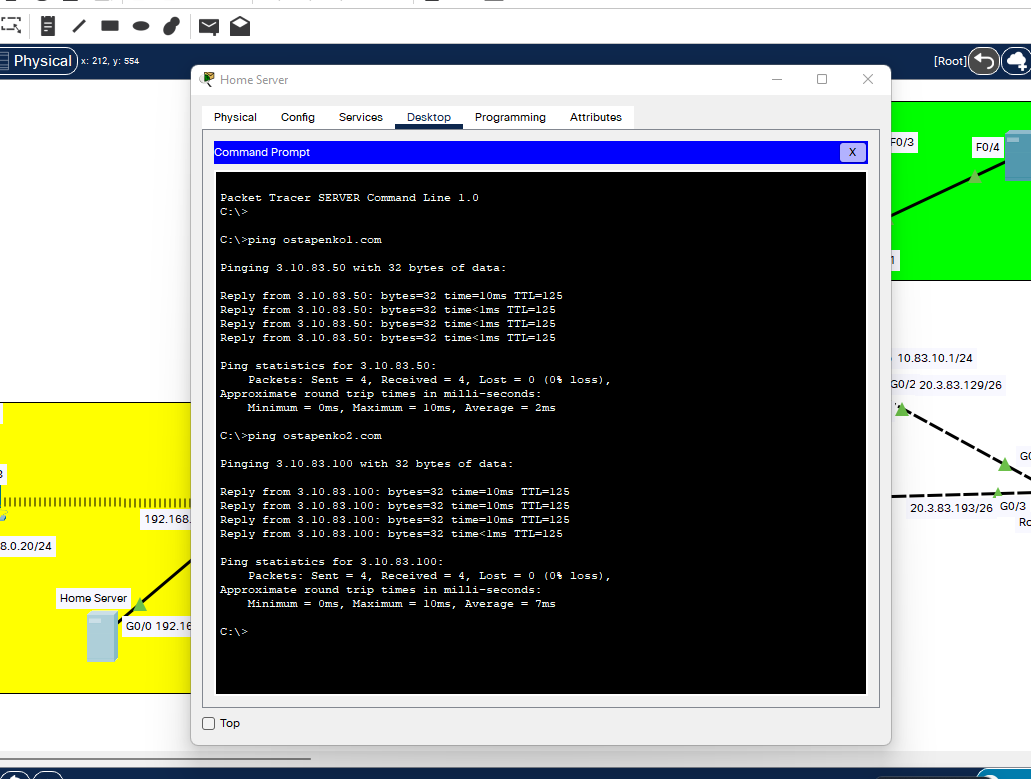 Physical x: 212, y: 554
[Root]
Home Server
Physical Config Services Desktop Programming Attributes
Command Prompt X
Packet Tracer SERVER Command Line 1.0
C:\>
C:\>ping ostapenko1.com
Pinging 3.10.83.50 with 32 bytes of data:
Reply from 3.10.83.50: bytes=32 time=10ms TTL=125
Reply from 3.10.83.50: bytes=32 time<1ms TTL=125
Reply from 3.10.83.50: bytes=32 time<1ms TTL=125
Reply from 3.10.83.50: bytes=32 time<1ms TTL=125
Ping statistics for 3.10.83.50:
Packets: Sent = 4, Received = 4, Lost = 0 (0% loss),
Approximate round trip times in milli-seconds:
Minimum = 0ms, Maximum = 10ms, Average = 2ms
C:\>ping ostapenko2.com
Pinging 3.10.83.100 with 32 bytes of data:
Reply from 3.10.83.100: bytes=32 time=10ms TTL=125
Reply from 3.10.83.100: bytes=32 time=10ms TTL=125
Reply from 3.10.83.100: bytes=32 time=10ms TTL=125
Reply from 3.10.83.100: bytes=32 time<1ms TTL=125
Ping statistics for 3.10.83.100:
Packets: Sent = 4, Received = 4, Lost = 0 (0% loss),
Approximate round trip times in milli-seconds:
Minimum = 0ms, Maximum = 10ms, Average = 7ms
C:\>
Top
F0/3
F0/4
10.83.10.1/24
G0/2 20.3.83.129/26
20.3.83.193/26 G0/3
192.168.
8.0.20/24
Home Server
G0/0 192.16